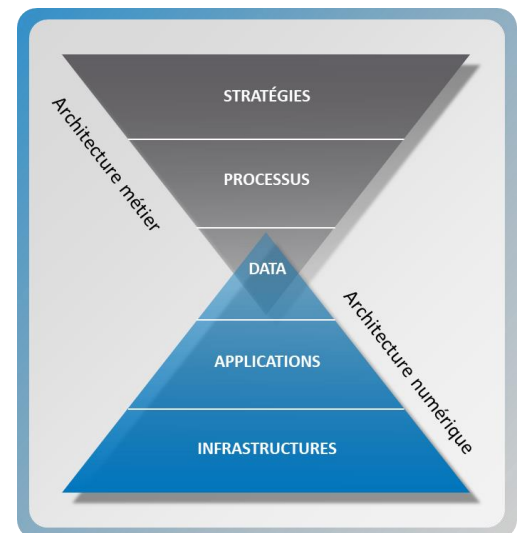 STRATÉGIES
Architecture métier
PROCESSUS
DATA
Architecture numérique
APPLICATIONS
INFRASTRUCTURES